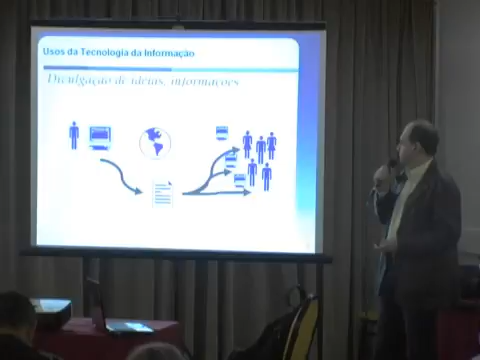 Usos da Tecnologia da Informação
Divulgação de ideias, informações